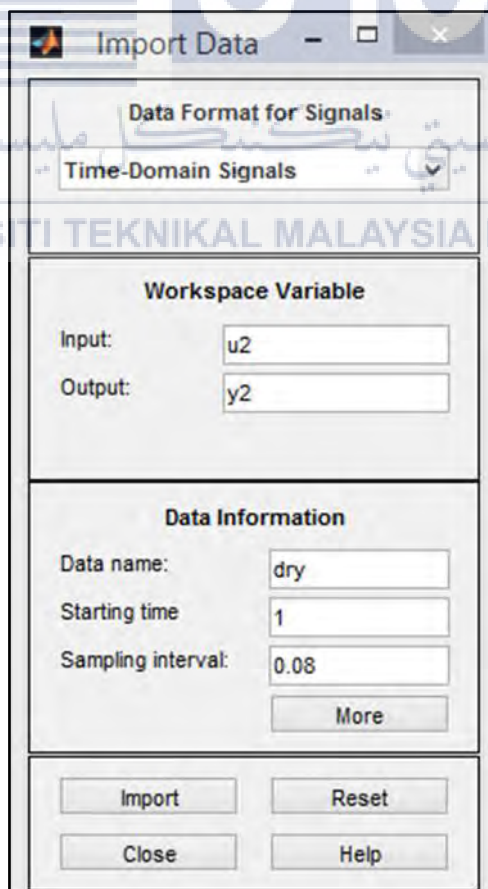 Import Data
Data Format for Signals
Time-Domain Signals
TEKNIKAL MALAYSIA
Workspace Variable
Input: u2
Output: y2
Data Information
Data name: dry
Starting time 1
Sampling interval: 0.08
More
Import Reset
Close Help